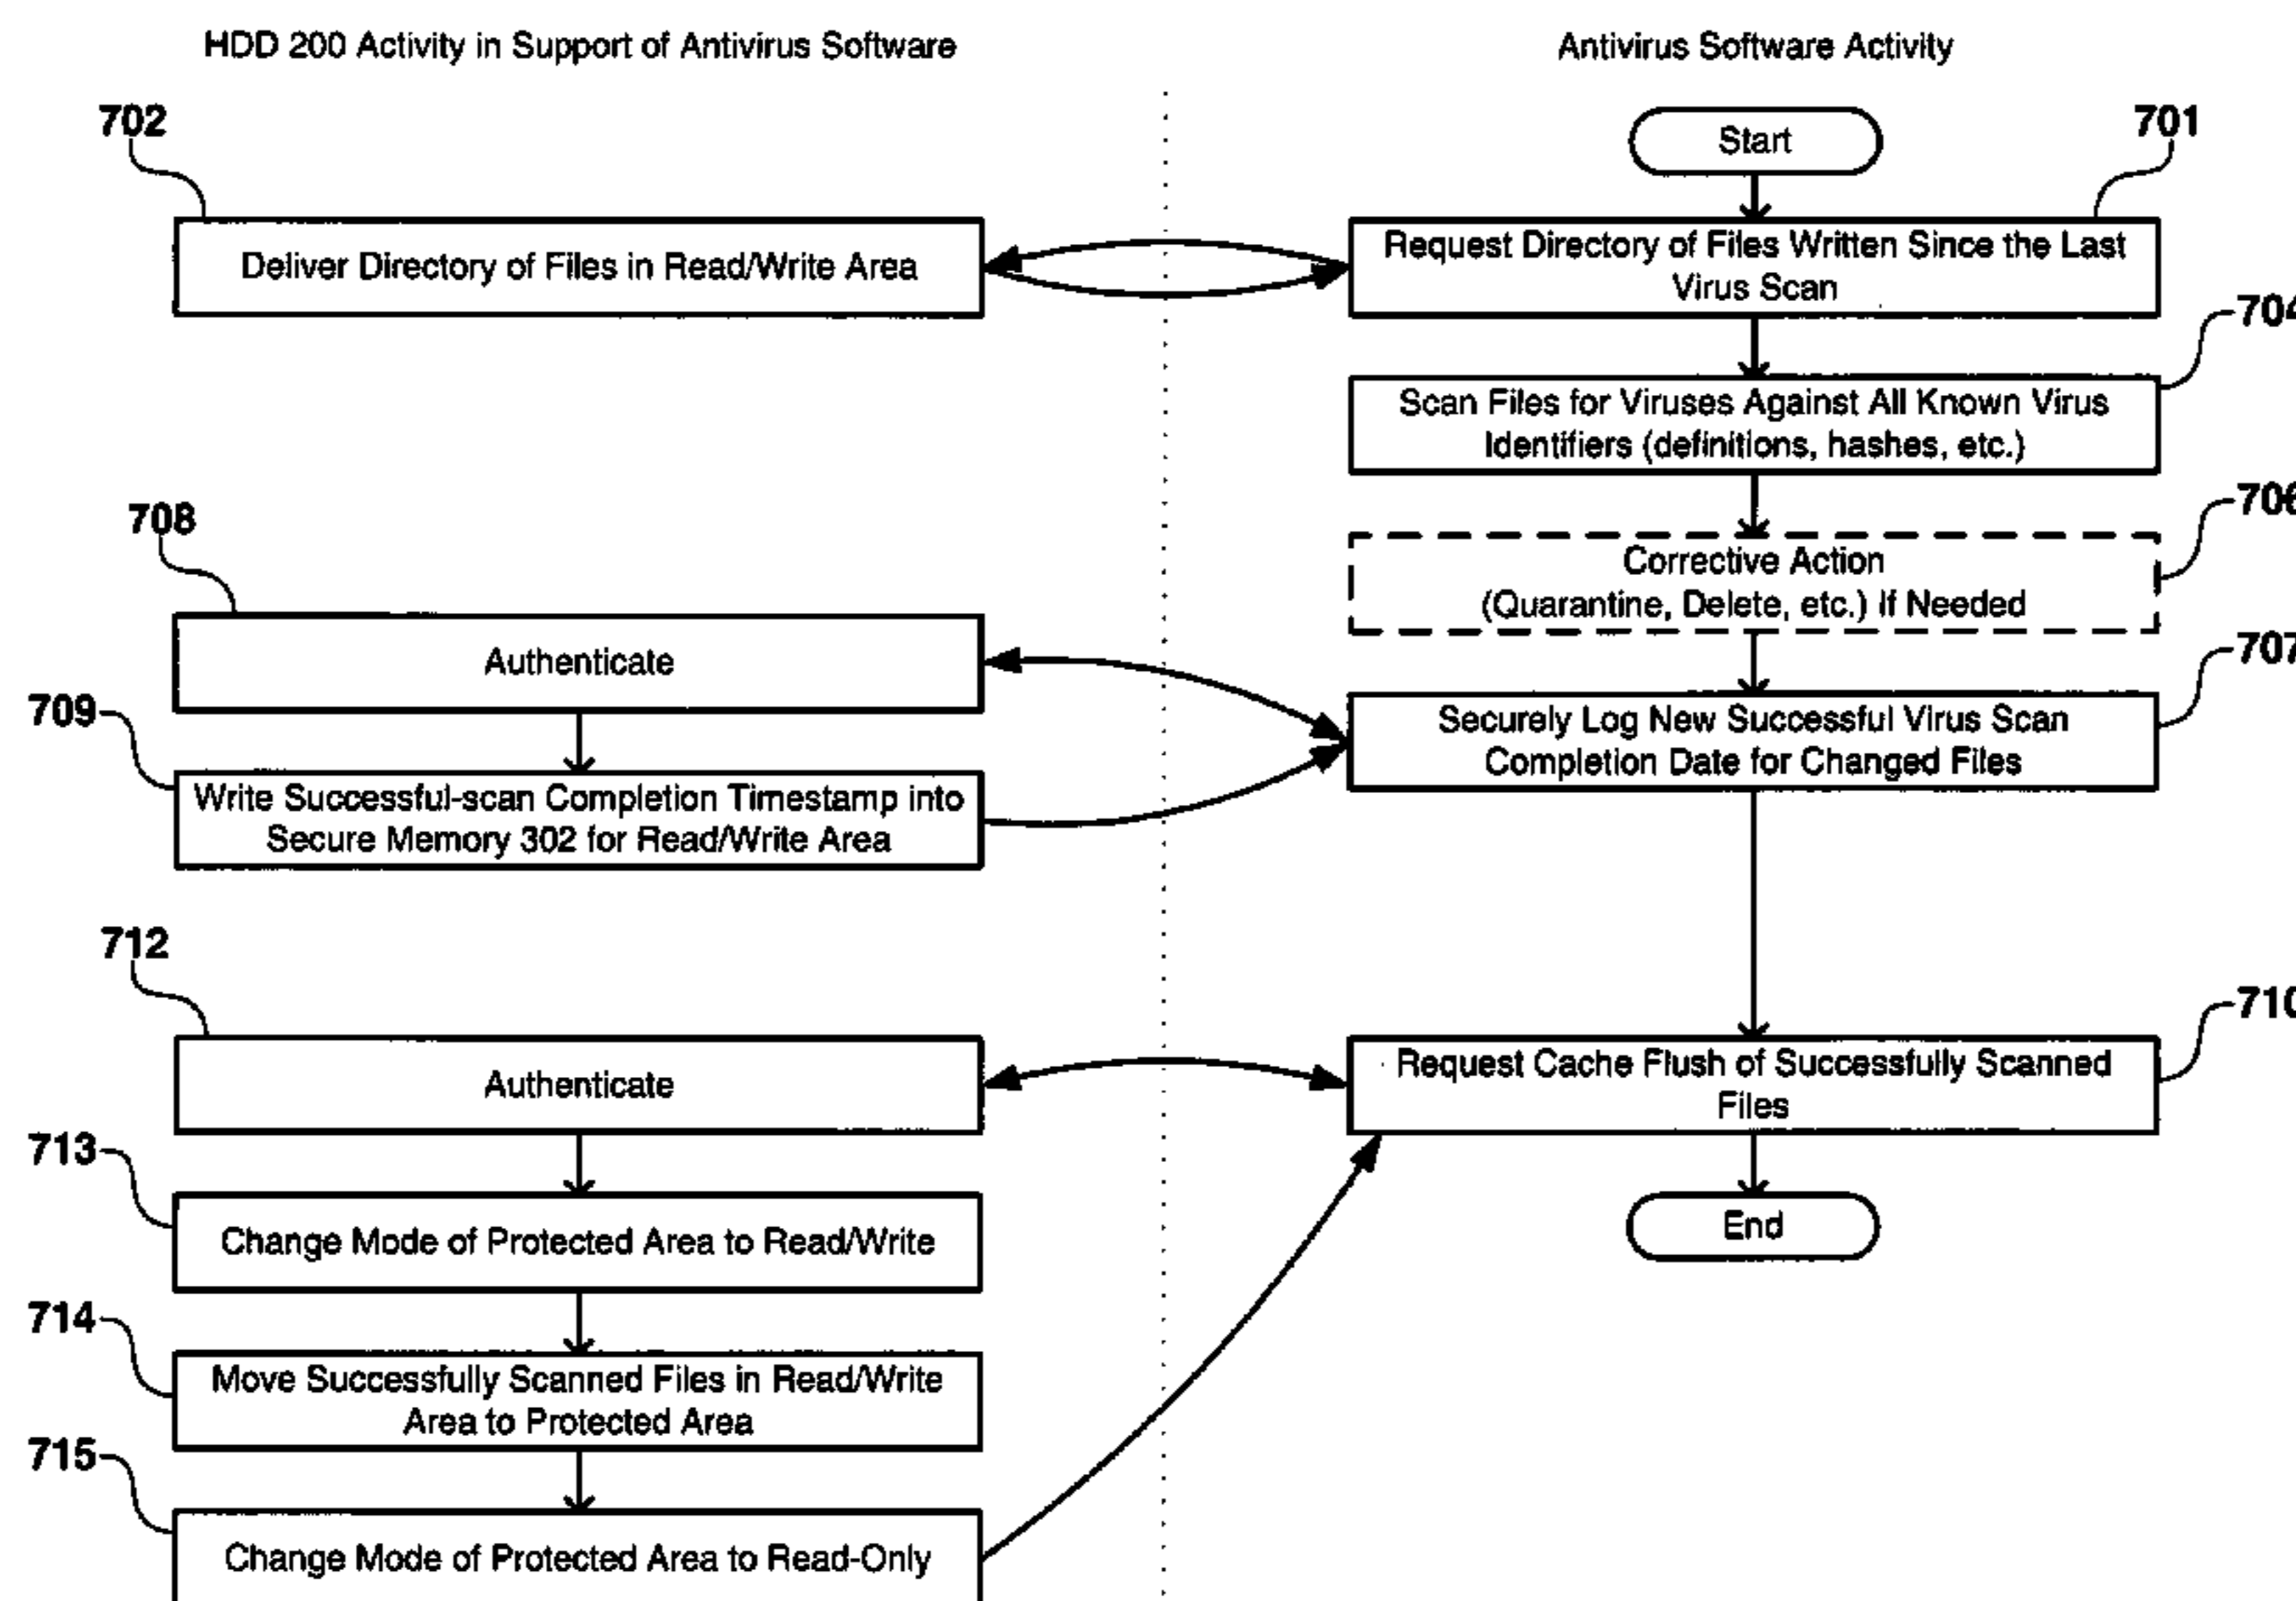 HDD 200 Activity in Support of Antivirus Software
Antivirus Software Activity
702
Start
701
Deliver Directory of Files in Read/Write Area
Request Directory of Files Written Since the Last
Virus Scan
704
Scan Files for Viruses Against All Known Virus
Identifiers (definitions, hashes, etc.)
706
708
Corrective Action
(Quarantine, Delete, etc.) If Needed
Authenticate
707
709
Securely Log New Successful Virus Scan
Completion Date for Changed Files
Write Successful-scan Completion Timestamp into
Secure Memory 302 for Read/Write Area
712
710
Authenticate
Request Cache Flush of Successfully Scanned
Files
713
Change Mode of Protected Area to Read/Write
End
714
Move Successfully Scanned Files in Read/Write
Area to Protected Area
715
Change Mode of Protected Area to Read-Only